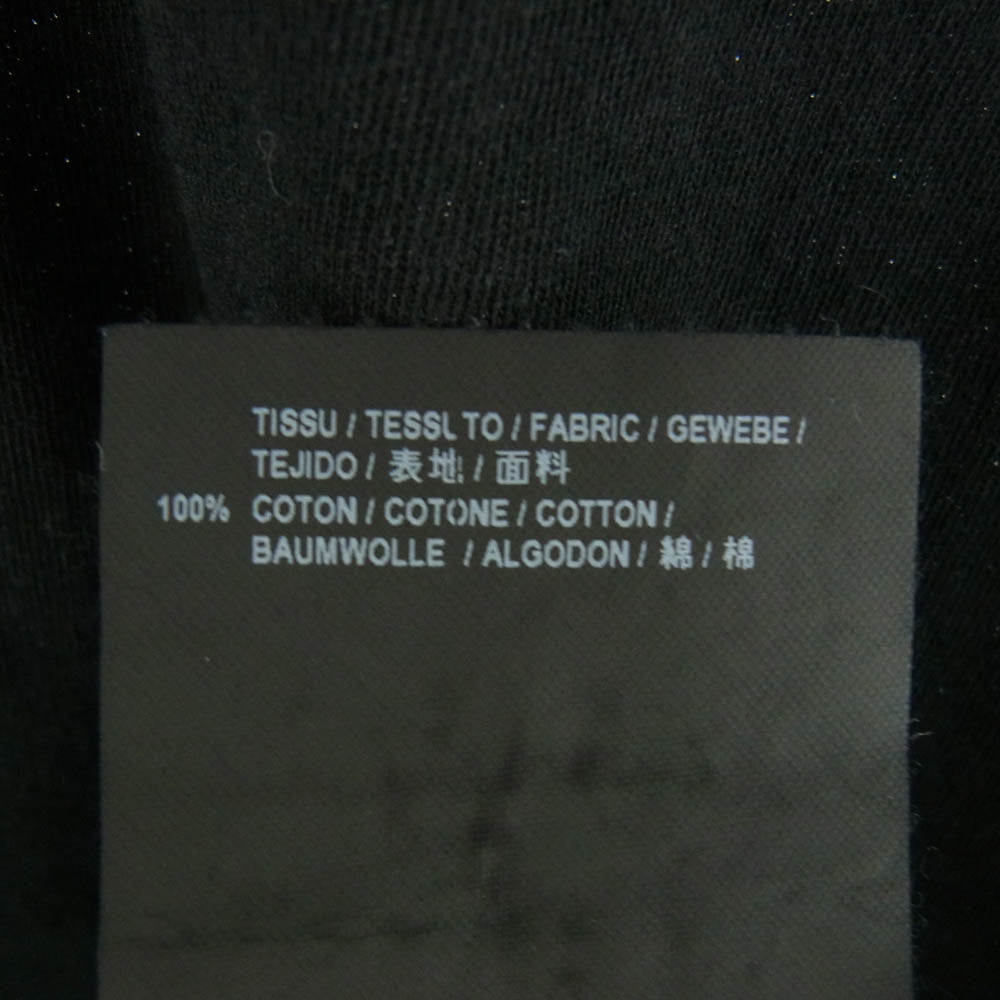 TISSU / TESSUTO / FABRIC / GEWEBE /
TEJIDO / 表地 / 面料
100% COTON / COTONE / COTTON /
BAUMWOLLE / ALGODON / 綿 / 棉